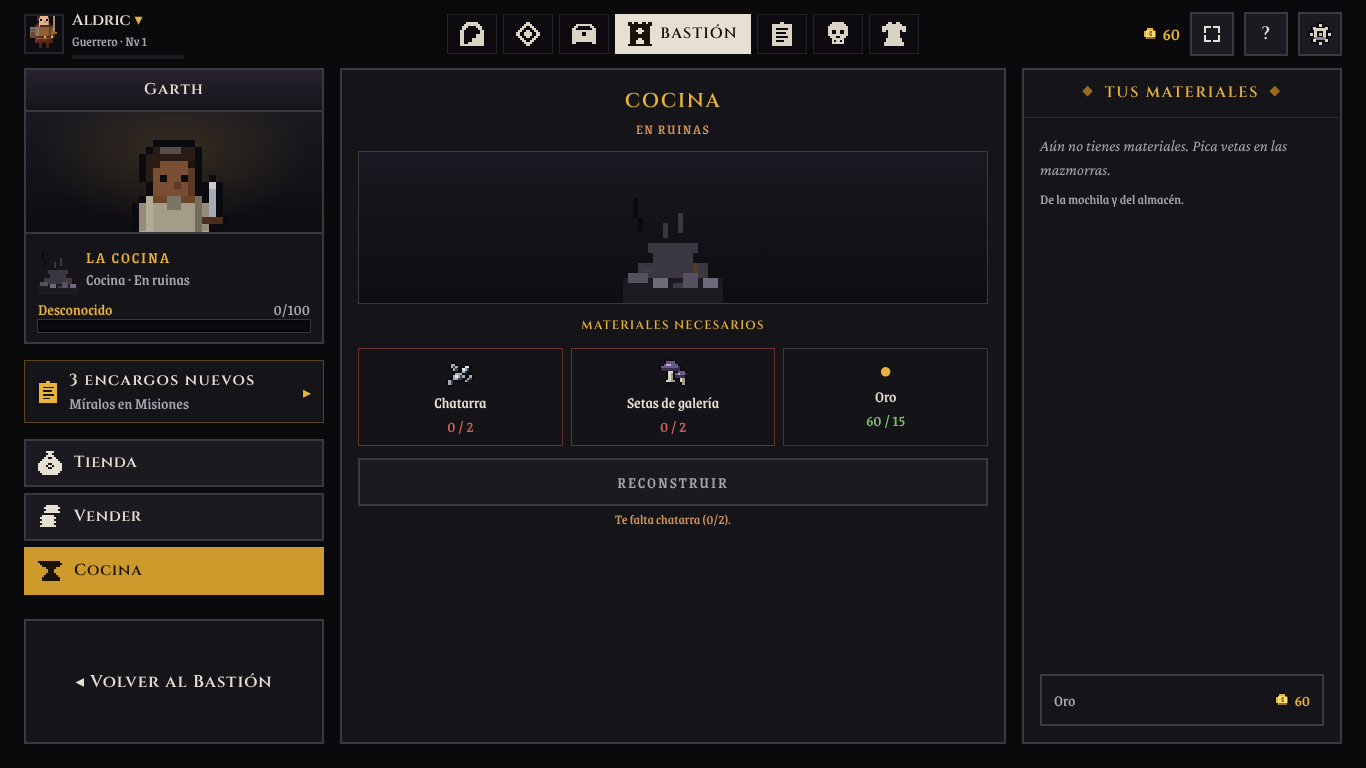 Aldric ▼
Guerrero · Nv 1
Bastión
60
?
Garth
La Cocina
Cocina · En ruinas
Desconocido 0/100
3 encargos nuevos
Míralos en Misiones
►
Tienda
Vender
Cocina
◄ Volver al Bastión
Cocina
En ruinas
Materiales necesarios
Chatarra
0 / 2
Setas de galería
0 / 2
Oro
60 / 15
Reconstruir
Te falta chatarra (0/2).
◆ Tus materiales ◆
Aún no tienes materiales. Pica vetas en las
mazmorras.
De la mochila y del almacén.
Oro 60